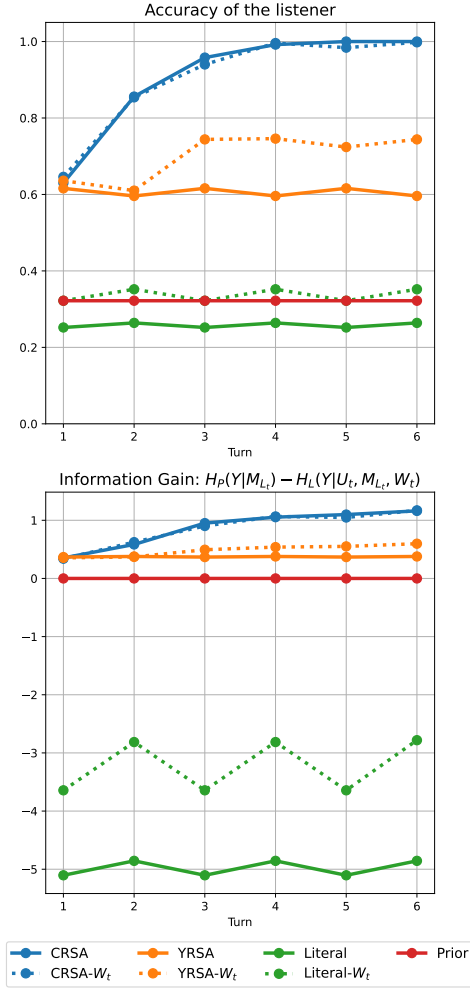 Accuracy of the listener
1.0
0.8
0.6
0.4
0.2
0.0
1 2 3 4 5 6
Turn
Information Gain: $H_P(Y|M_{L_t}) - H_L(Y|U_t, M_{L_t}, W_t)$
1
0
−1
−2
−3
−4
−5
1 2 3 4 5 6
Turn
CRSA YRSA Literal Prior
CRSA-$W_t$ YRSA-$W_t$ Literal-$W_t$